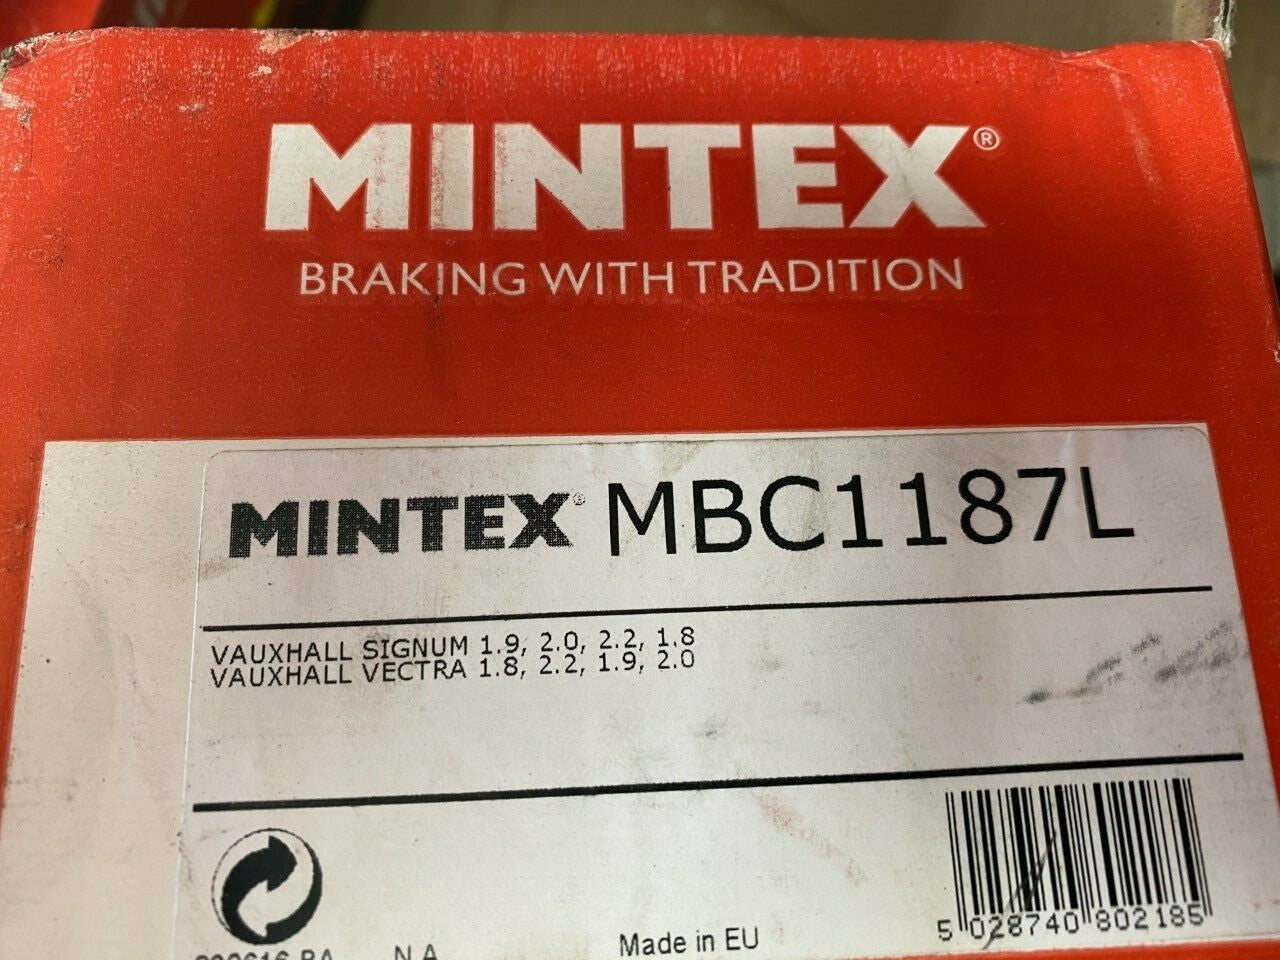 MINTEX®
BRAKING WITH TRADITION
MINTEX® MBC1187L
VAUXHALL SIGNUM 1.9, 2.0, 2.2, 1.8
VAUXHALL VECTRA 1.8, 2.2, 1.9, 2.0
5 028740 802185
Made in EU
N.A